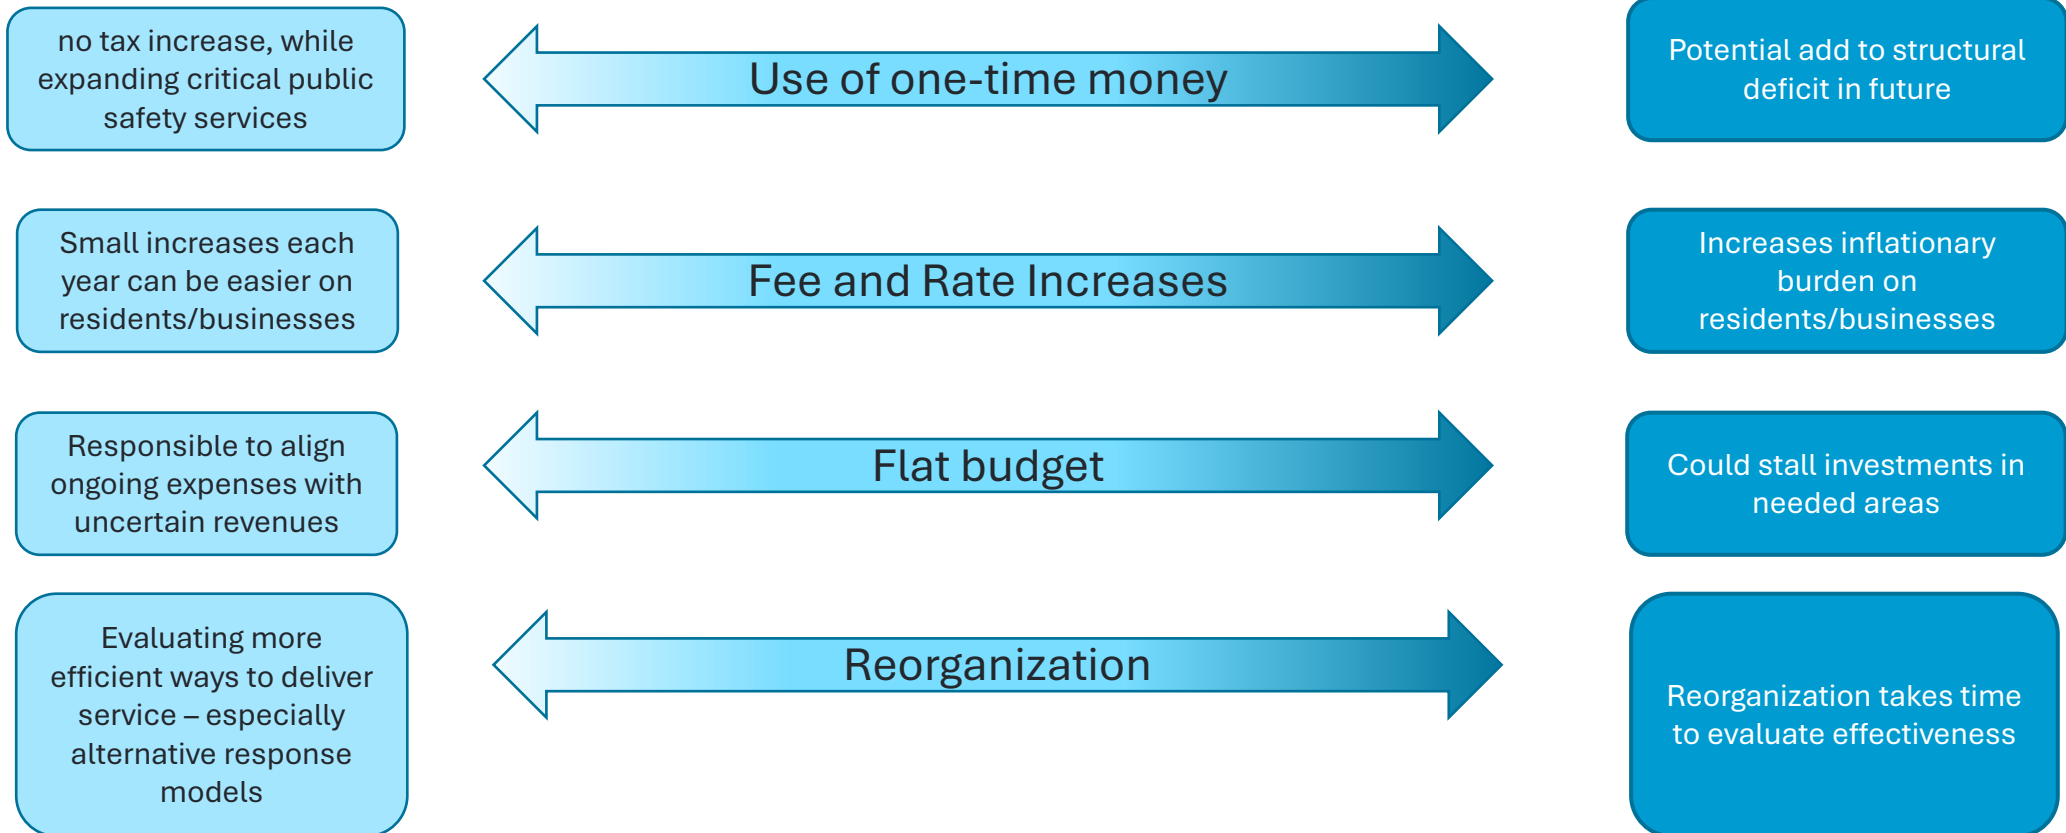 no tax increase, while
expanding critical public
safety services
Use of one-time money
Potential add to structural
deficit in future
Small increases each
year can be easier on
residents/businesses
Fee and Rate Increases
Increases inflationary
burden on
residents/businesses
Responsible to align
ongoing expenses with
uncertain revenues
Flat budget
Could stall investments in
needed areas
Evaluating more
efficient ways to deliver
service – especially
alternative response
models
Reorganization
Reorganization takes time
to evaluate effectiveness